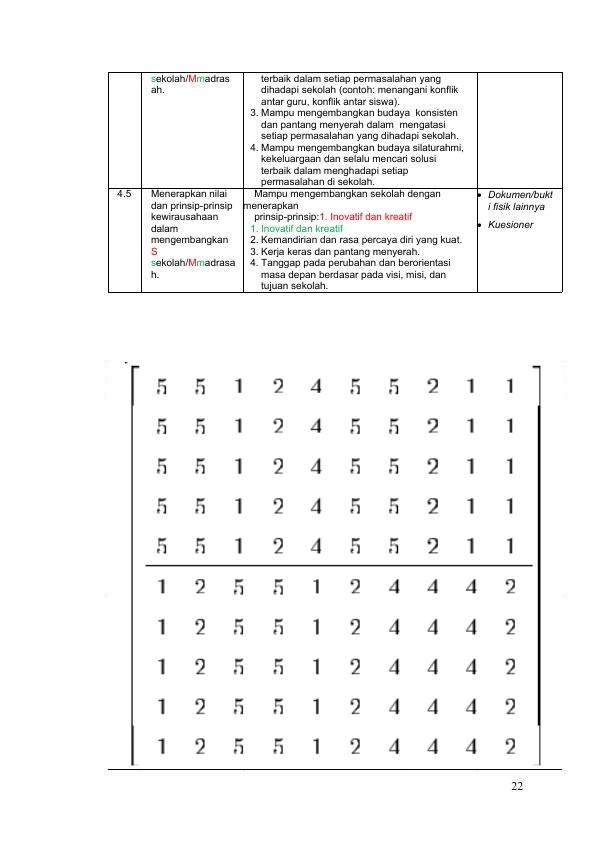 sekolah/Mmadras
ah.
terbaik dalam setiap permasalahan yang
dihadapi sekolah (contoh: menangani konflik
antar guru, konflik antar siswa).
3. Mampu mengembangkan budaya konsisten
dan pantang menyerah dalam mengatasi
setiap permasalahan yang dihadapi sekolah.
4. Mampu mengembangkan budaya silaturahmi,
kekeluargaan dan selalu mencari solusi
terbaik dalam menghadapi setiap
permasalahan di sekolah.
4.5
Menerapkan nilai
dan prinsip-prinsip
kewirausahaan
dalam
mengembangkan
S
sekolah/Mmadrasa
h.
Mampu mengembangkan sekolah dengan
menerapkan
prinsip-prinsip:1. Inovatif dan kreatif
1. Inovatif dan kreatif
2. Kemandirian dan rasa percaya diri yang kuat.
3. Kerja keras dan pantang menyerah.
4. Tanggap pada perubahan dan berorientasi
masa depan berdasar pada visi, misi, dan
tujuan sekolah.
• Dokumen/bukt
i fisik lainnya
• Kuesioner
5 5 1 2 4 5 5 2 1 1
5 5 1 2 4 5 5 2 1 1
5 5 1 2 4 5 5 2 1 1
5 5 1 2 4 5 5 2 1 1
5 5 1 2 4 5 5 2 1 1
1 2 5 5 1 2 4 4 4 2
1 2 5 5 1 2 4 4 4 2
1 2 5 5 1 2 4 4 4 2
1 2 5 5 1 2 4 4 4 2
1 2 5 5 1 2 4 4 4 2
22